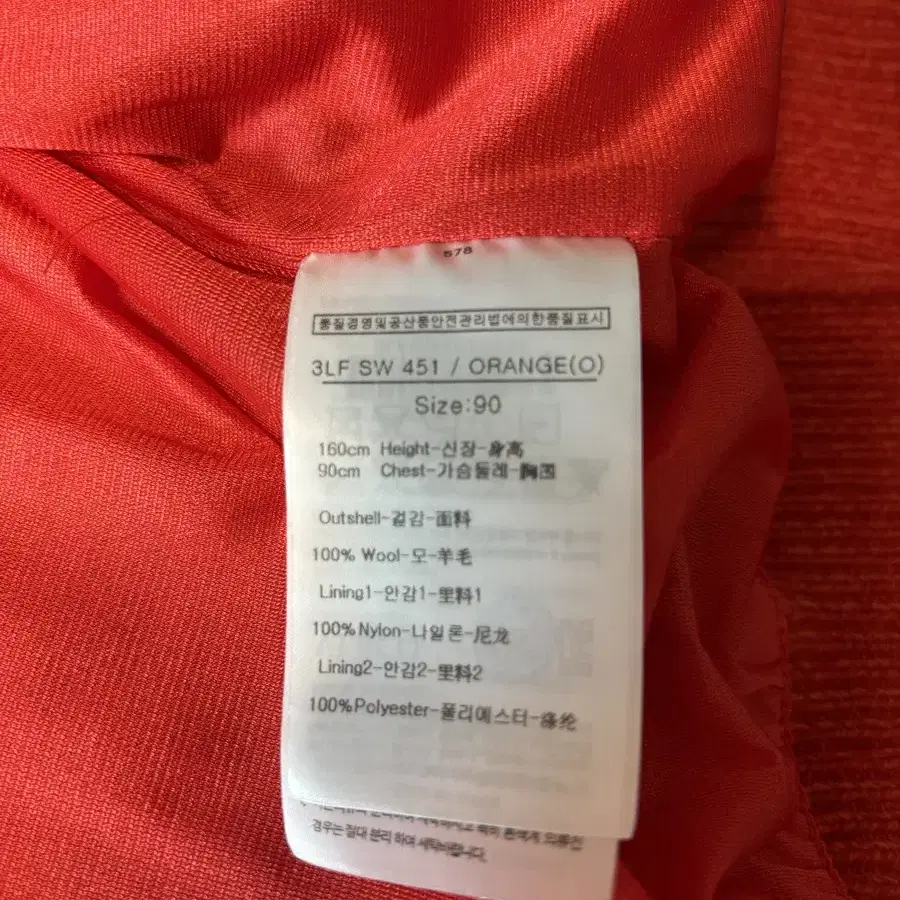 578
품질경영및공산품안전관리법에의한품질표시
3LF SW 451 / ORANGE(O)
Size:90
160cm Height-신장-身高
90cm Chest-가슴둘레-胸围
Outshell-겉감-面料
100% Wool-모-羊毛
Lining1-안감1-里料1
100%Nylon-나일론-尼龙
Lining2-안감2-里料2
100%Polyester-폴리에스터-涤纶
경우는 절대 분리 하여 세탁바랍니다.